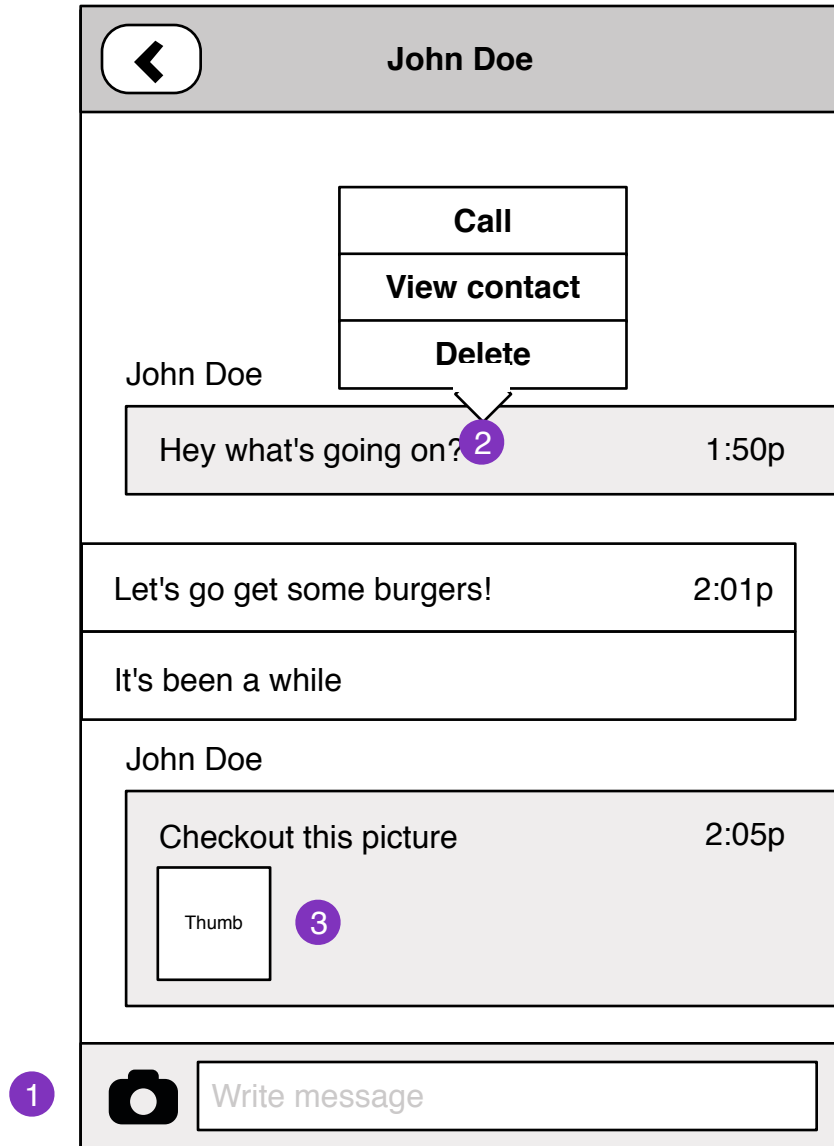 John Doe
Call
View contact
Delete
John Doe
Hey what's going on? 2 1:50p
Let's go get some burgers! 2:01p
It's been a while
John Doe
Checkout this picture 2:05p
Thumb 3
1 Write message